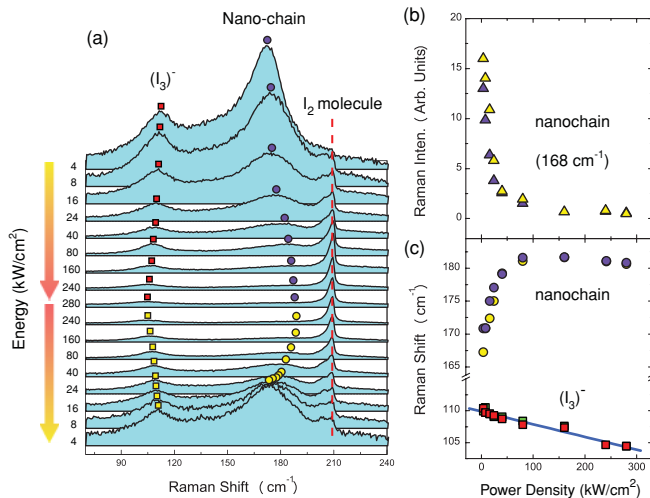 Nano-chain
(a)
(I3)-
I2 molecule
4
8
16
24
40
80
160
240
280
240
160
80
40
24
16
8
4
Energy (kW/cm2)
90 120 150 180 210 240
Raman Shift ( cm-1)
(b)
20
15
10
5
0
Raman Inten. ( Arb. Units)
nanochain
(168 cm-1)
(c)
180
175
170
165
110
105
Raman Shift (cm-1)
nanochain
(I3)-
0 50 100 150 200 250 300
Power Density (kW/cm2)